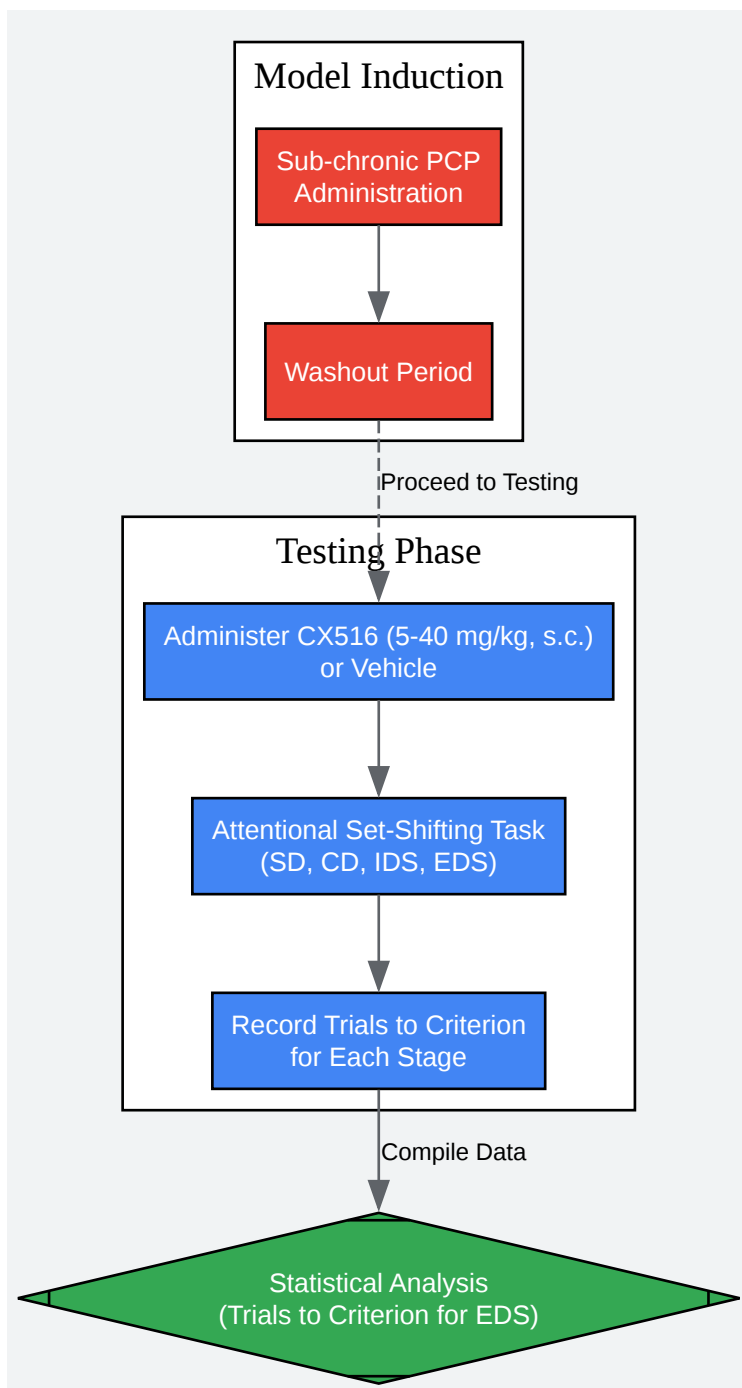 Model Induction
Sub-chronic PCP
Administration
Washout Period
Proceed to Testing
Testing Phase
Administer CX516 (5-40 mg/kg, s.c.)
or Vehicle
Attentional Set-Shifting Task
(SD, CD, IDS, EDS)
Record Trials to Criterion
for Each Stage
Compile Data
Statistical Analysis
(Trials to Criterion for EDS)